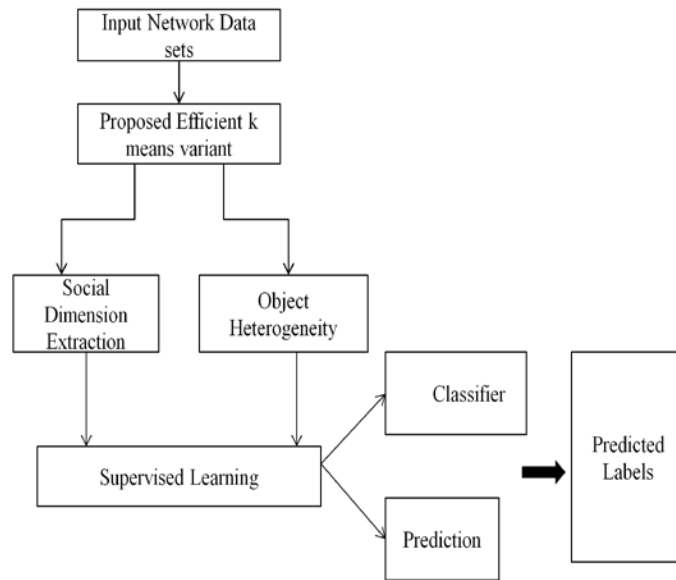 Input Network Data
sets
Proposed Efficient k
means variant
Social
Dimension
Extraction
Object
Heterogeneity
Classifier
Predicted
Labels
Supervised Learning
Prediction